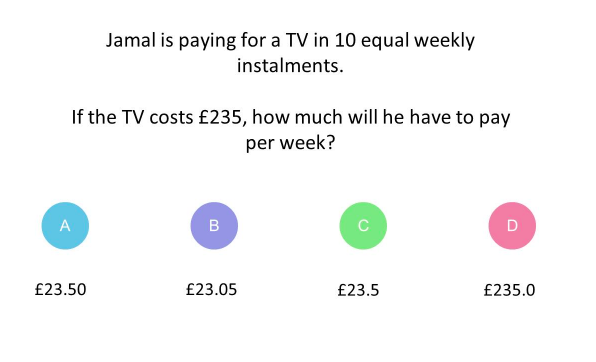 Jamal is paying for a TV in 10 equal weekly
instalments.
If the TV costs £235, how much will he have to pay
per week?
A B C D
£23.50 £23.05 £23.5 £235.0